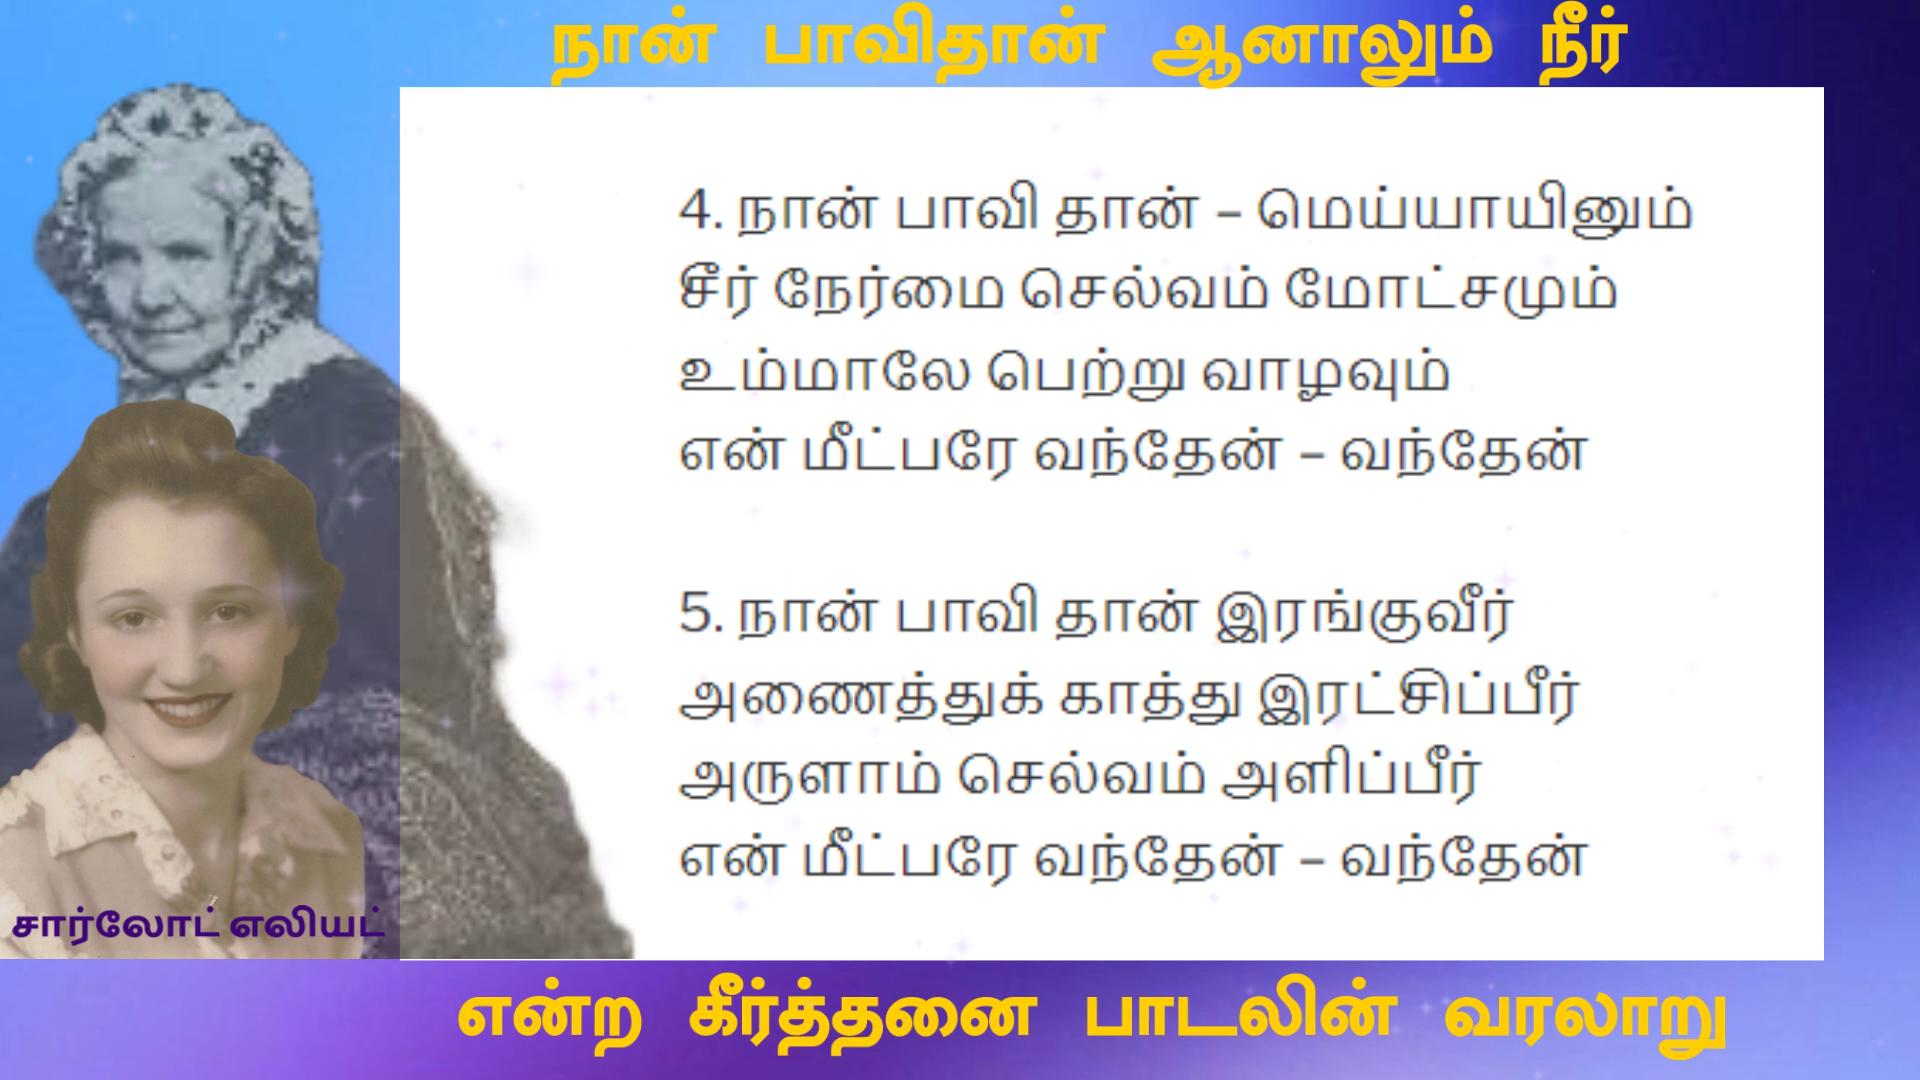 நான் பாவிதான் ஆனாலும் நீர்
4. நான் பாவி தான் – மெய்யாயினும்
சீர் நேர்மை செல்வம் மோட்சமும்
உம்மாலே பெற்று வாழவும்
என் மீட்பரே வந்தேன் – வந்தேன்
5. நான் பாவி தான் இரங்குவீர்
அணைத்துக் காத்து இரட்சிப்பீர்
அருளாம் செல்வம் அளிப்பீர்
என் மீட்பரே வந்தேன் – வந்தேன்
சார்லோட் எலியட்
என்ற கீர்த்தனை பாடலின் வரலாறு